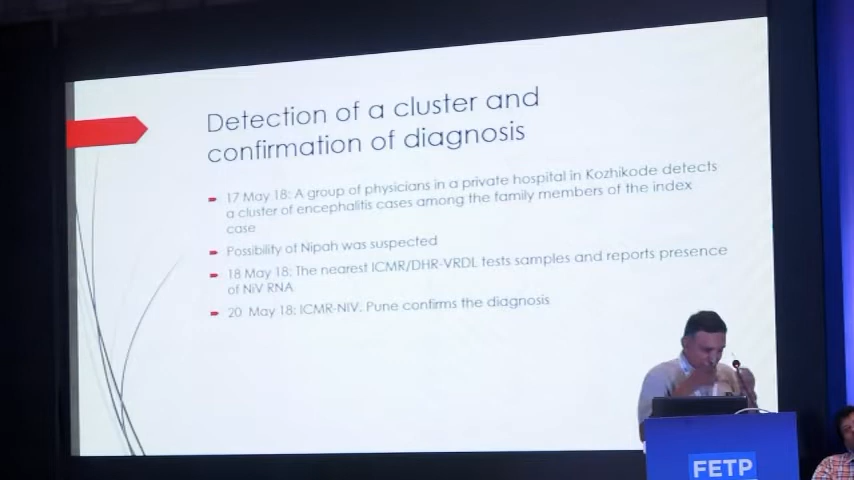 Detection of a cluster and
confirmation of diagnosis
17 May 18: A group of physicians in a private hospital in Kozhikode detects
a cluster of encephalitis cases among the family members of the index
case
Possibility of Nipah was suspected
18 May 18: The nearest ICMR/DHR-VRDL tests samples and reports presence
of NiV RNA
20 May 18: ICMR-NIV, Pune confirms the diagnosis
FETP